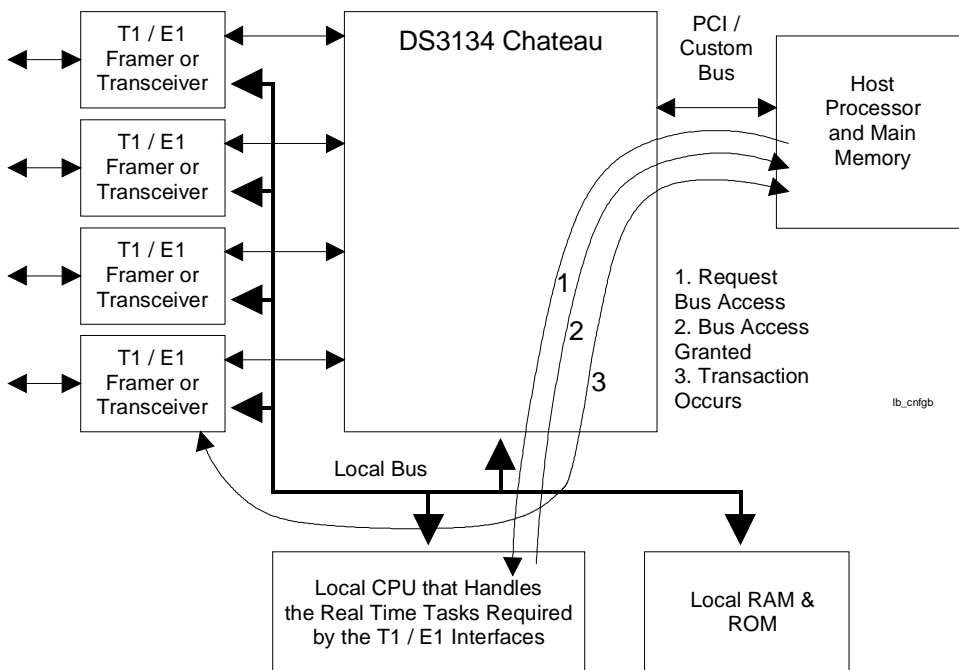 T1 / E1
Framer or
Transceiver
T1 / E1
Framer or
Transceiver
T1 / E1
Framer or
Transceiver
T1 / E1
Framer or
Transceiver
DS3134 Chateau
PCI /
Custom
Bus
Host
Processor
and Main
Memory
1
2
3
1. Request
Bus Access
2. Bus Access
Granted
3. Transaction
Occurs
lb_cnfgb
Local Bus
Local CPU that Handles
the Real Time Tasks Required
by the T1 / E1 Interfaces
Local RAM &
ROM